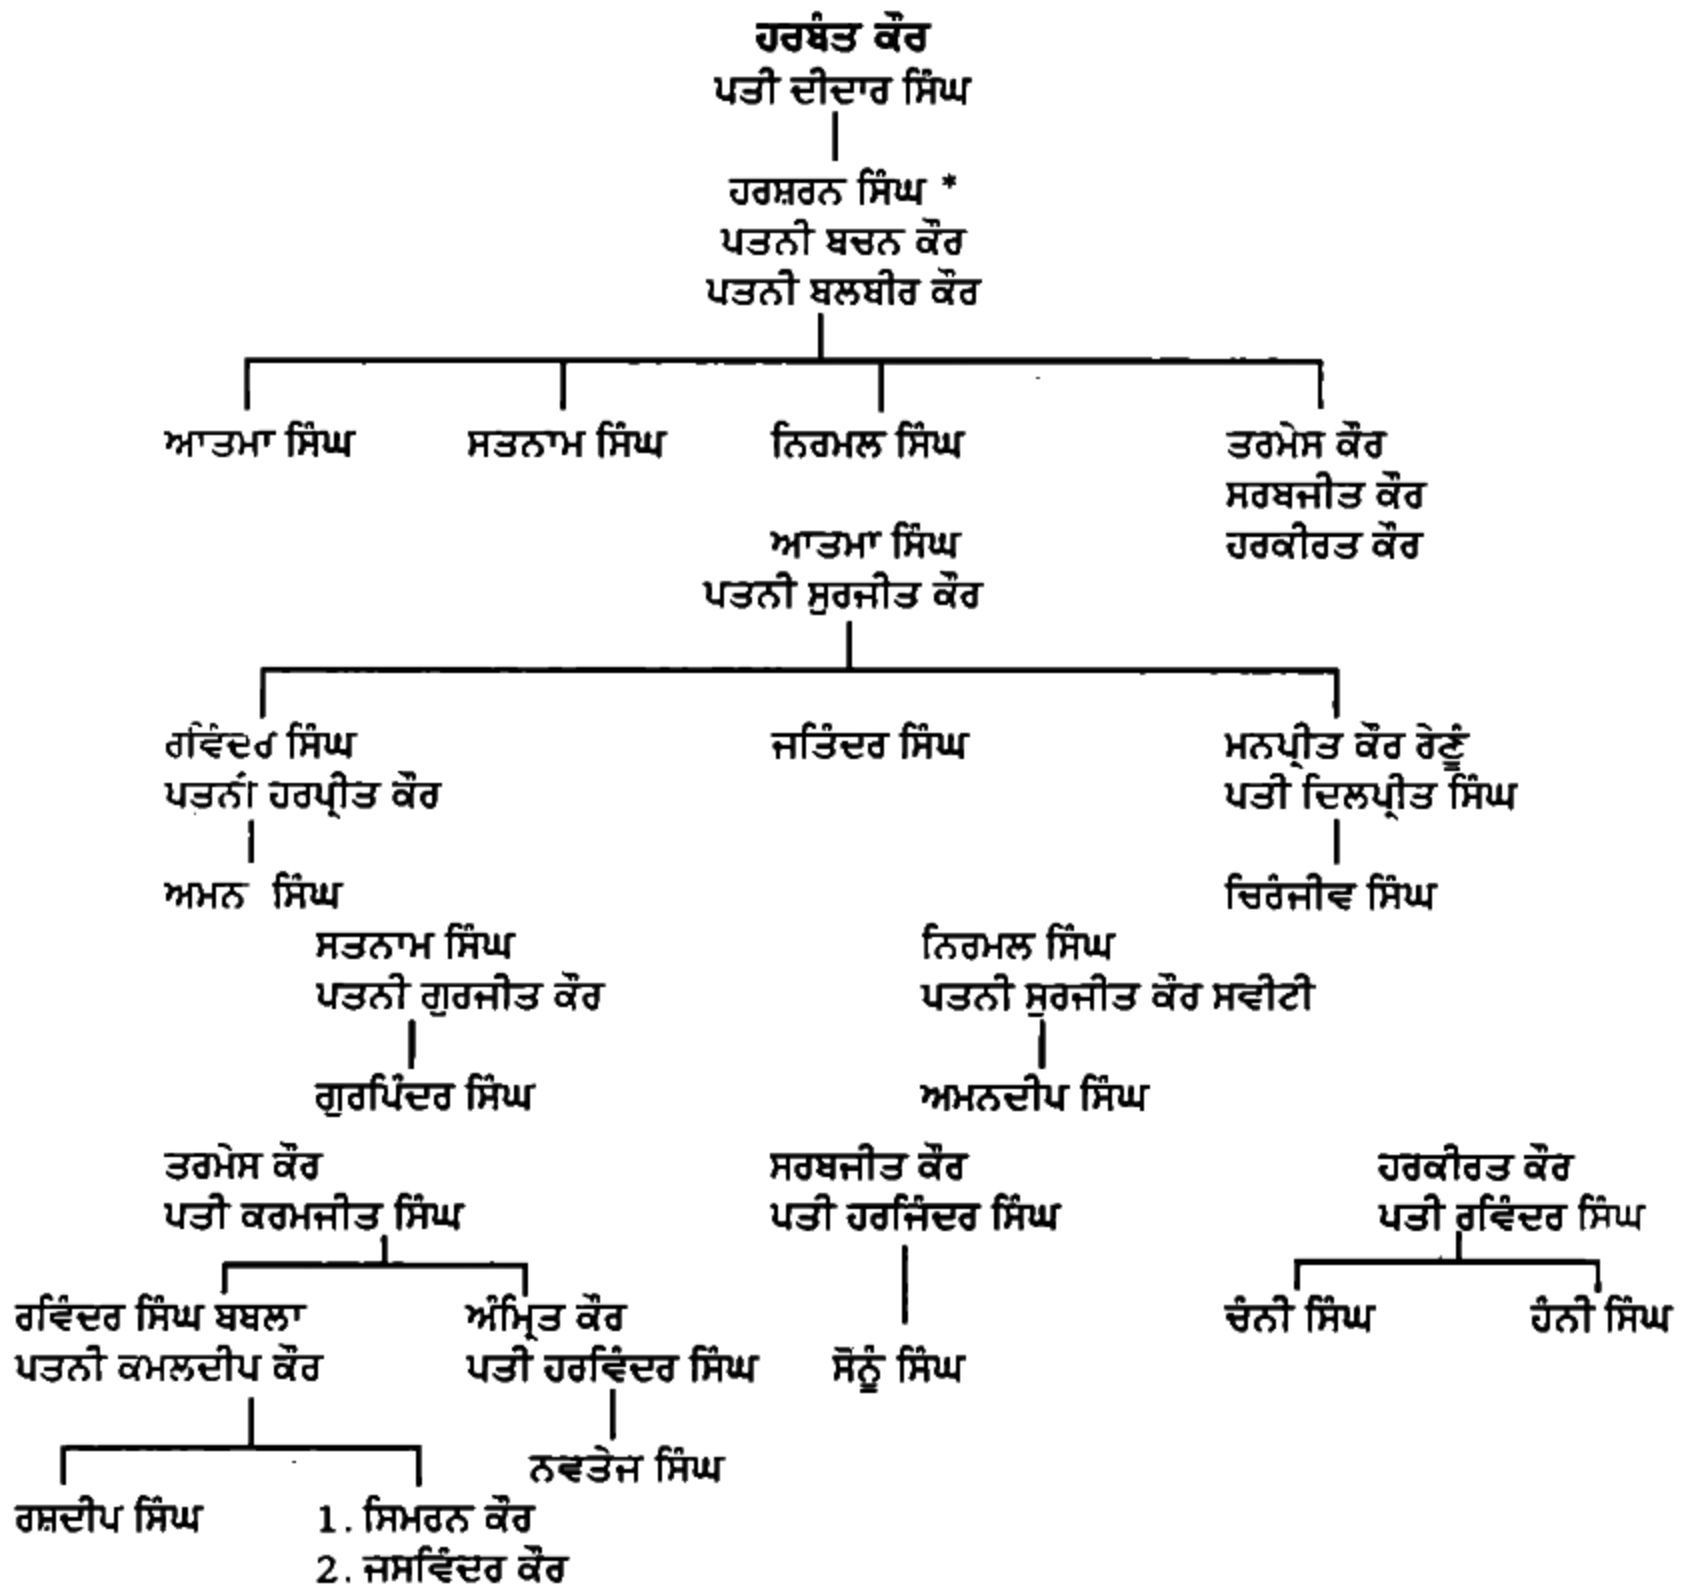 ਹਰਬੰਤ ਕੌਰ
ਪਤੀ ਦੀਦਾਰ ਸਿੰਘ
ਹਰਸ਼ਰਨ ਸਿੰਘ *
ਪਤਨੀ ਬਚਨ ਕੌਰ
ਪਤਨੀ ਬਲਬੀਰ ਕੌਰ
ਆਤਮਾ ਸਿੰਘ ਸਤਨਾਮ ਸਿੰਘ ਨਿਰਮਲ ਸਿੰਘ ਤਰਮੇਸ ਕੌਰ
ਸਰਬਜੀਤ ਕੌਰ
ਹਰਕੀਰਤ ਕੌਰ
ਆਤਮਾ ਸਿੰਘ
ਪਤਨੀ ਸੁਰਜੀਤ ਕੌਰ
ਰਵਿੰਦਰ ਸਿੰਘ ਜਤਿੰਦਰ ਸਿੰਘ ਮਨਪ੍ਰੀਤ ਕੌਰ ਰੇਣੂੰ
ਪਤਨੀ ਹਰਪ੍ਰੀਤ ਕੌਰ ਪਤੀ ਦਿਲਪ੍ਰੀਤ ਸਿੰਘ
ਅਮਨ ਸਿੰਘ ਚਿਰੰਜੀਵ ਸਿੰਘ
ਸਤਨਾਮ ਸਿੰਘ ਨਿਰਮਲ ਸਿੰਘ
ਪਤਨੀ ਗੁਰਜੀਤ ਕੌਰ ਪਤਨੀ ਸੁਰਜੀਤ ਕੌਰ ਸਵੀਟੀ
ਗੁਰਪਿੰਦਰ ਸਿੰਘ ਅਮਨਦੀਪ ਸਿੰਘ
ਤਰਮੇਸ ਕੌਰ ਸਰਬਜੀਤ ਕੌਰ ਹਰਕੀਰਤ ਕੌਰ
ਪਤੀ ਕਰਮਜੀਤ ਸਿੰਘ ਪਤੀ ਹਰਜਿੰਦਰ ਸਿੰਘ ਪਤੀ ਰਵਿੰਦਰ ਸਿੰਘ
ਰਵਿੰਦਰ ਸਿੰਘ ਬਬਲਾ ਅੰਮ੍ਰਿਤ ਕੌਰ ਚੰਨੀ ਸਿੰਘ ਹੰਨੀ ਸਿੰਘ
ਪਤਨੀ ਕਮਲਦੀਪ ਕੌਰ ਪਤੀ ਹਰਵਿੰਦਰ ਸਿੰਘ ਸੋਨੂੰ ਸਿੰਘ
ਨਵਤੇਜ ਸਿੰਘ
ਰਸ਼ਦੀਪ ਸਿੰਘ 1. ਸਿਮਰਨ ਕੌਰ
2. ਜਸਵਿੰਦਰ ਕੌਰ